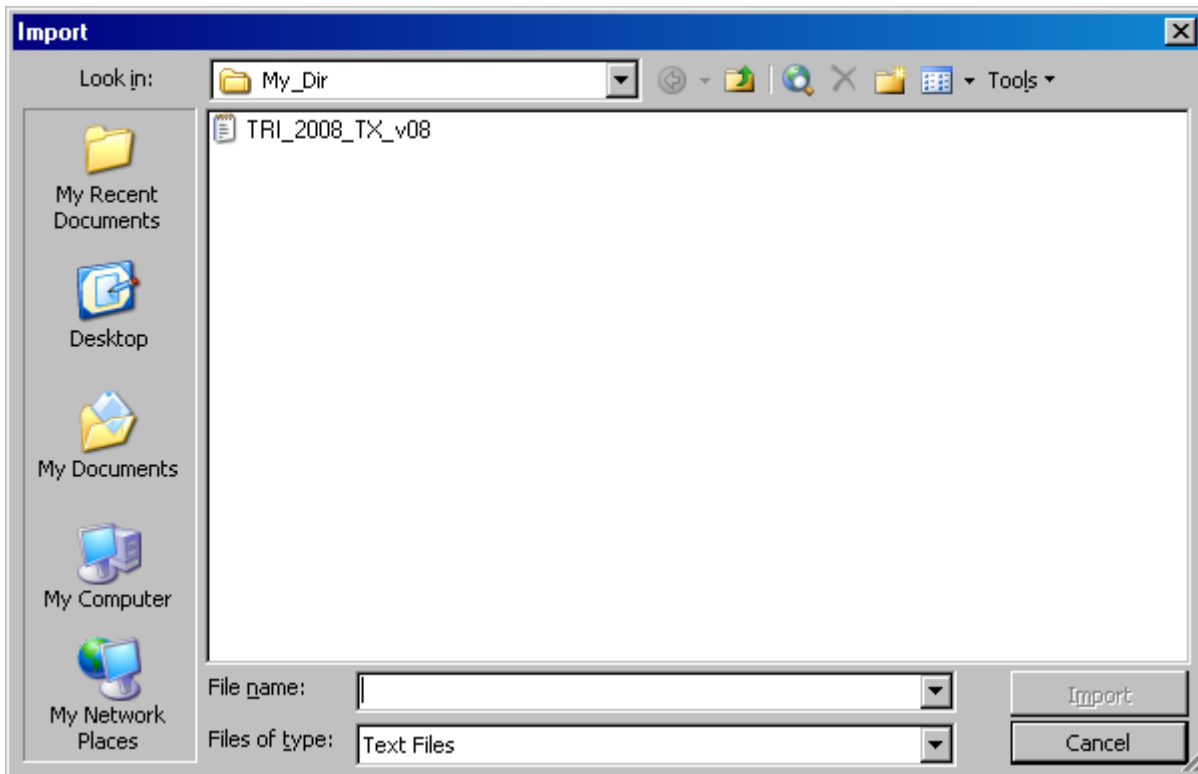 Import
Look in:
My_Dir
Tools
TRI_2008_TX_v08
My Recent
Documents
Desktop
My Documents
My Computer
My Network
Places
File name:
Import
Files of type:
Text Files
Cancel